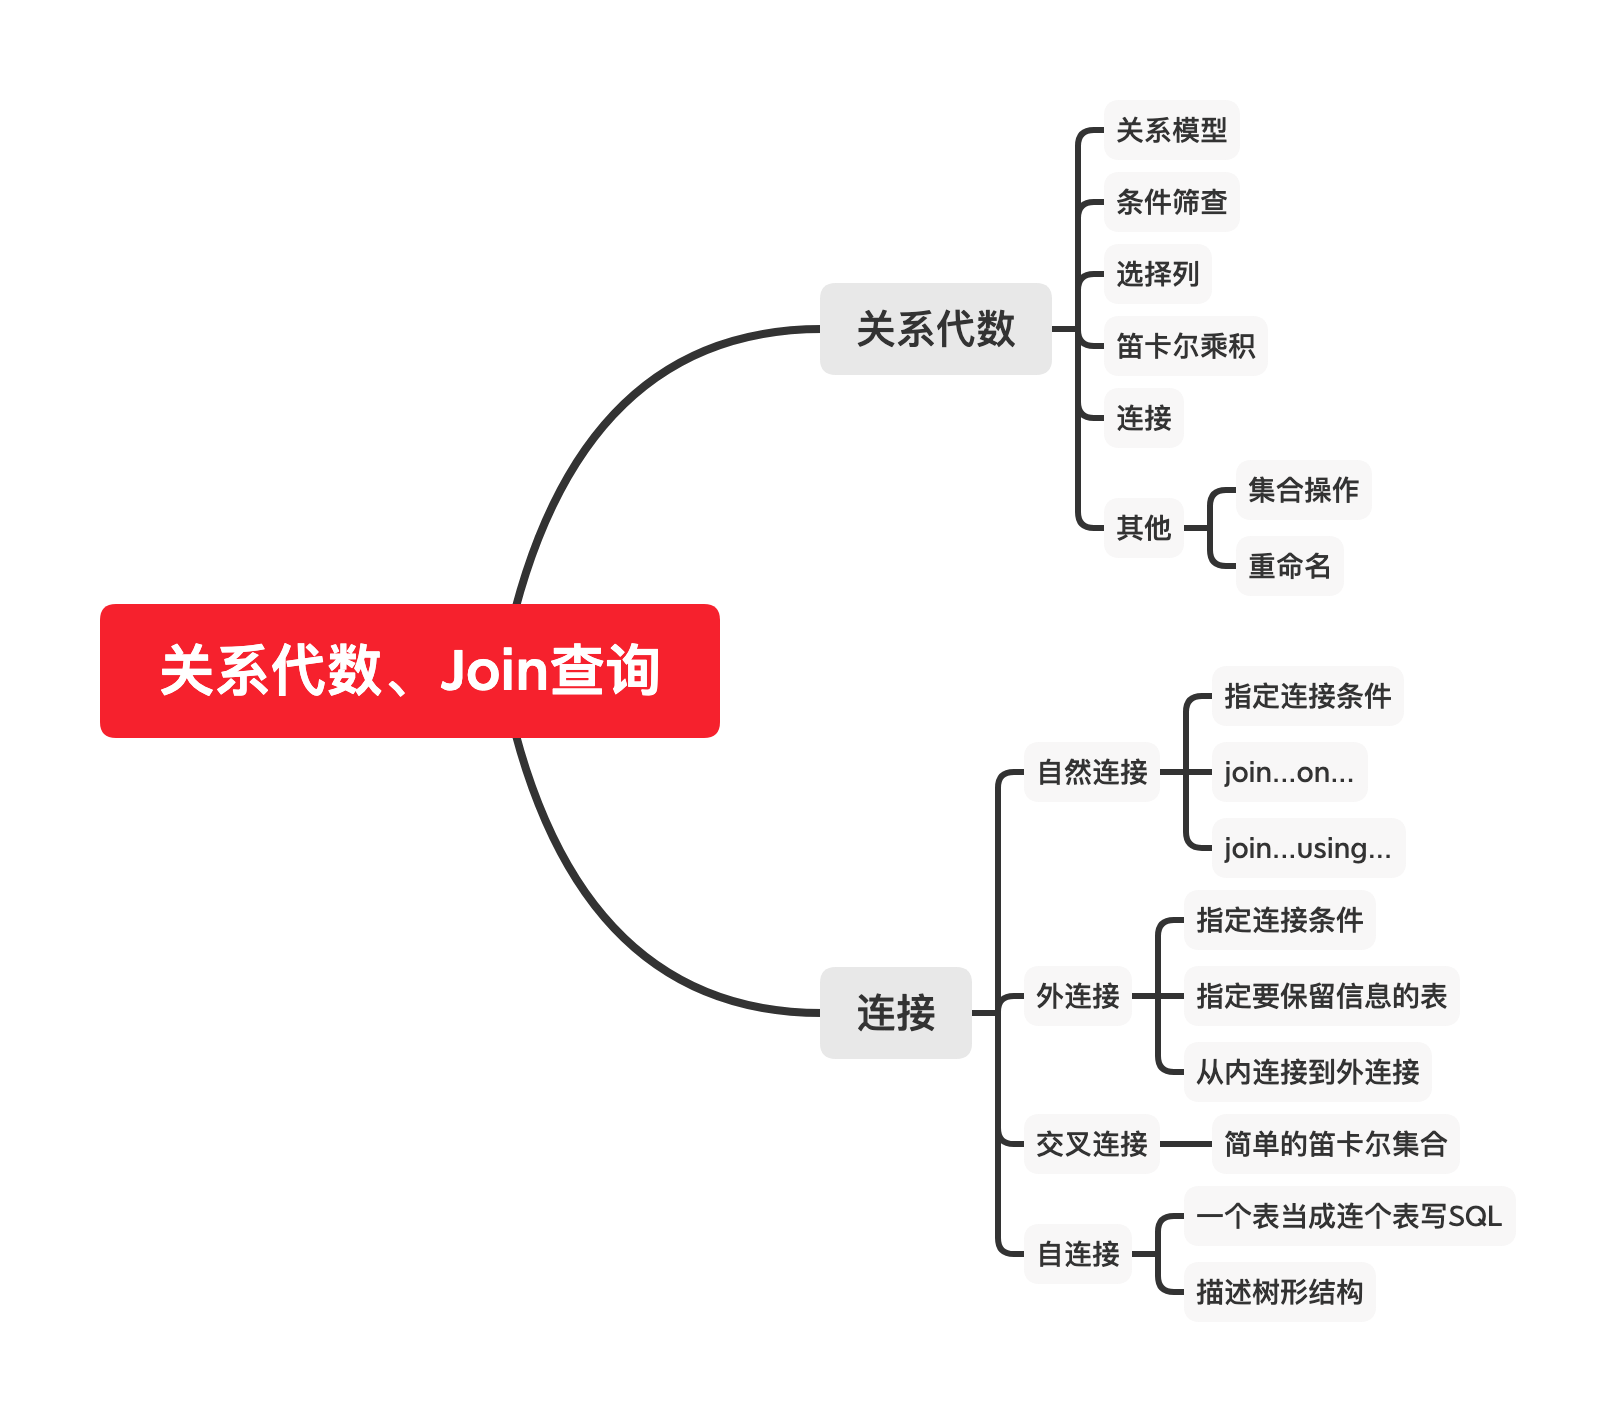 关系代数、Join查询
关系代数
关系模型
条件筛查
选择列
笛卡尔乘积
连接
其他
集合操作
重命名
连接
自然连接
指定连接条件
join...on...
join...using...
外连接
指定连接条件
指定要保留信息的表
从内连接到外连接
交叉连接
简单的笛卡尔集合
自连接
一个表当成连个表写SQL
描述树形结构